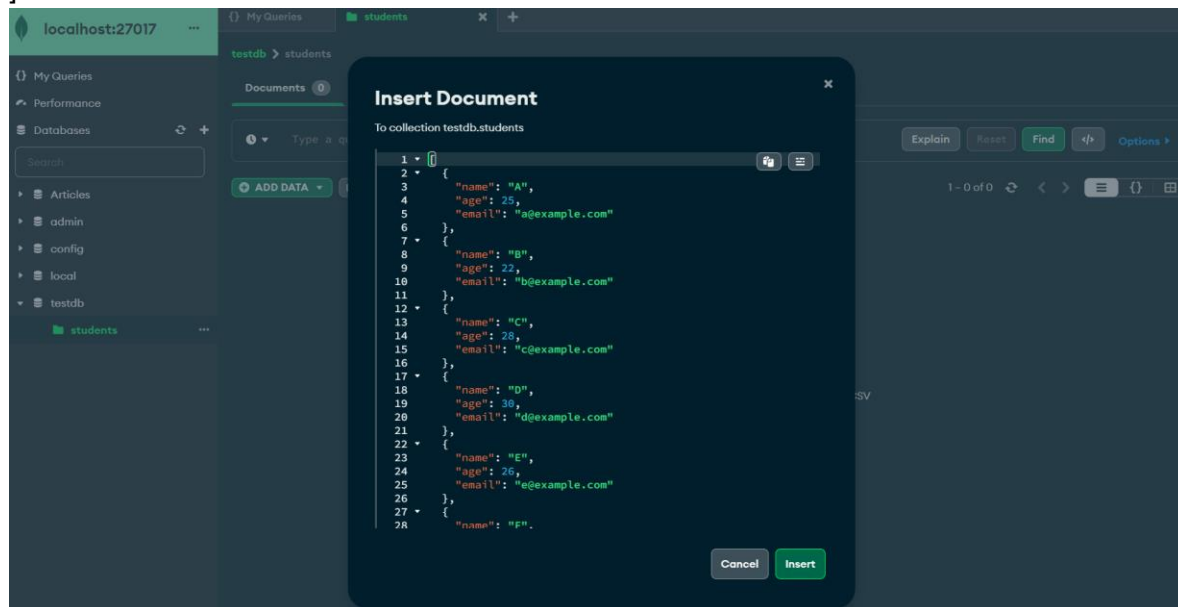 ]
localhost:27017 ...
{} My Queries
students
testdb > students
My Queries
Performance
Databases
Search
Articles
admin
config
local
testdb
students ...
Documents 0
Type a qu
ADD DATA
Explain Reset Find </> Options
1 – 0 of 0
Insert Document
To collection testdb.students
1 [
2 {
3 "name": "A",
4 "age": 25,
5 "email": "a@example.com"
6 },
7 {
8 "name": "B",
9 "age": 22,
10 "email": "b@example.com"
11 },
12 {
13 "name": "C",
14 "age": 28,
15 "email": "c@example.com"
16 },
17 {
18 "name": "D",
19 "age": 30,
20 "email": "d@example.com"
21 },
22 {
23 "name": "E",
24 "age": 26,
25 "email": "e@example.com"
26 },
27 {
28 "name": "F",
CSV
Cancel Insert